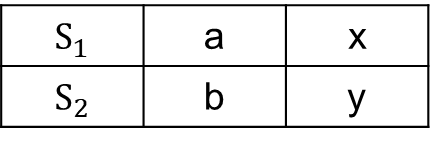 S₁ a x
S₂ b y